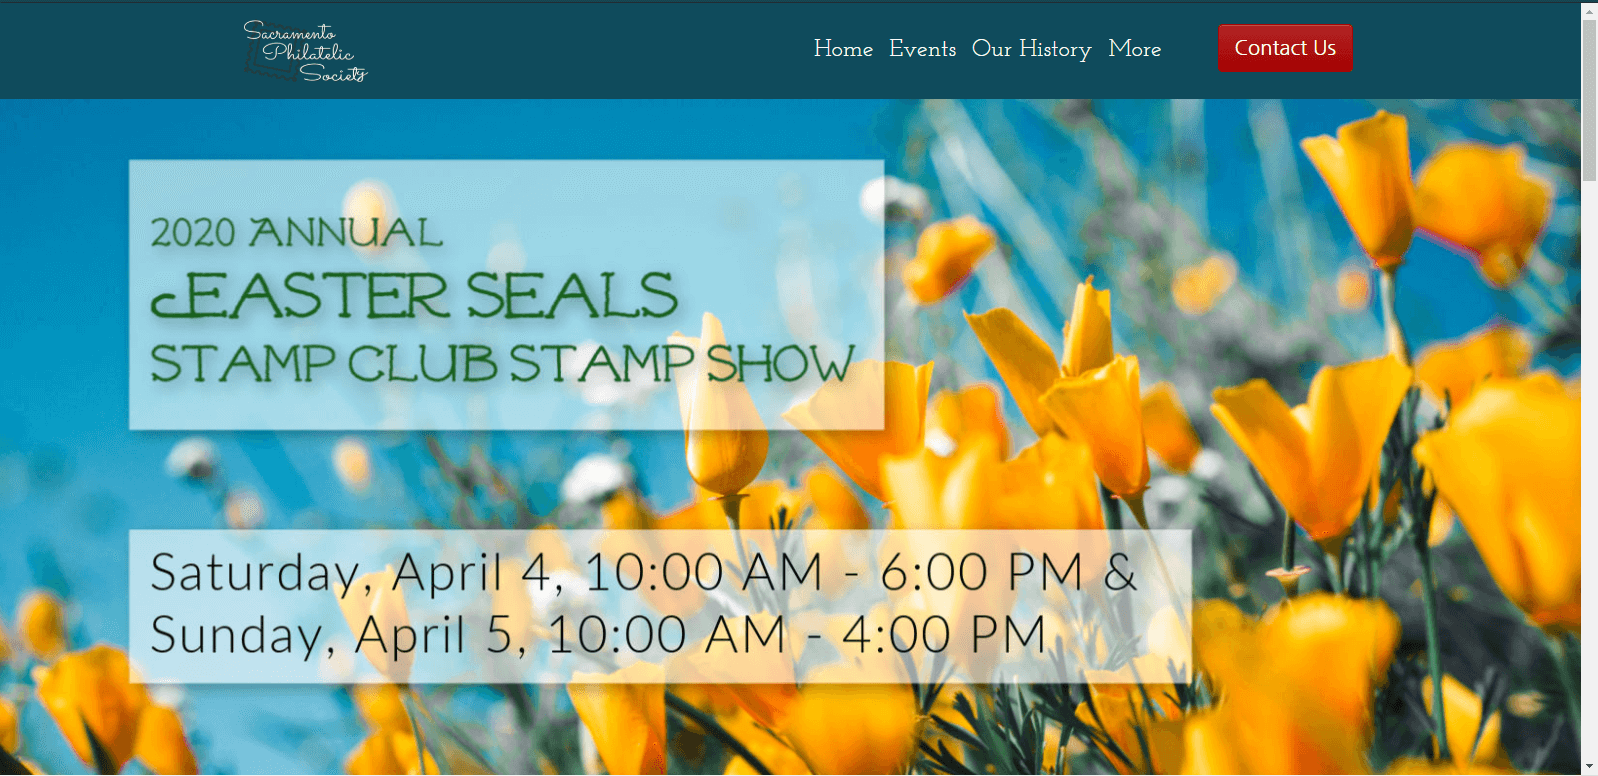 Sacramento
Philatelic
Society
Home Events Our History More
Contact Us
2020 ANNUAL
EASTER SEALS
STAMP CLUB STAMP SHOW
Saturday, April 4, 10:00 AM - 6:00 PM &
Sunday, April 5, 10:00 AM - 4:00 PM